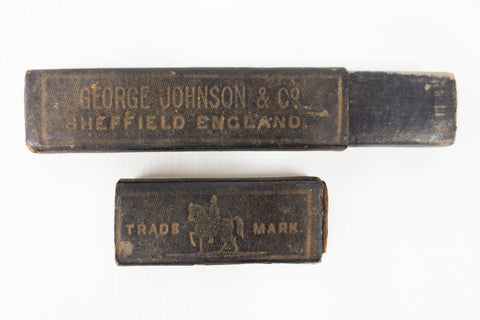 GEORGE JOHNSON & Co.
SHEFFIELD ENGLAND.
TRADE MARK.